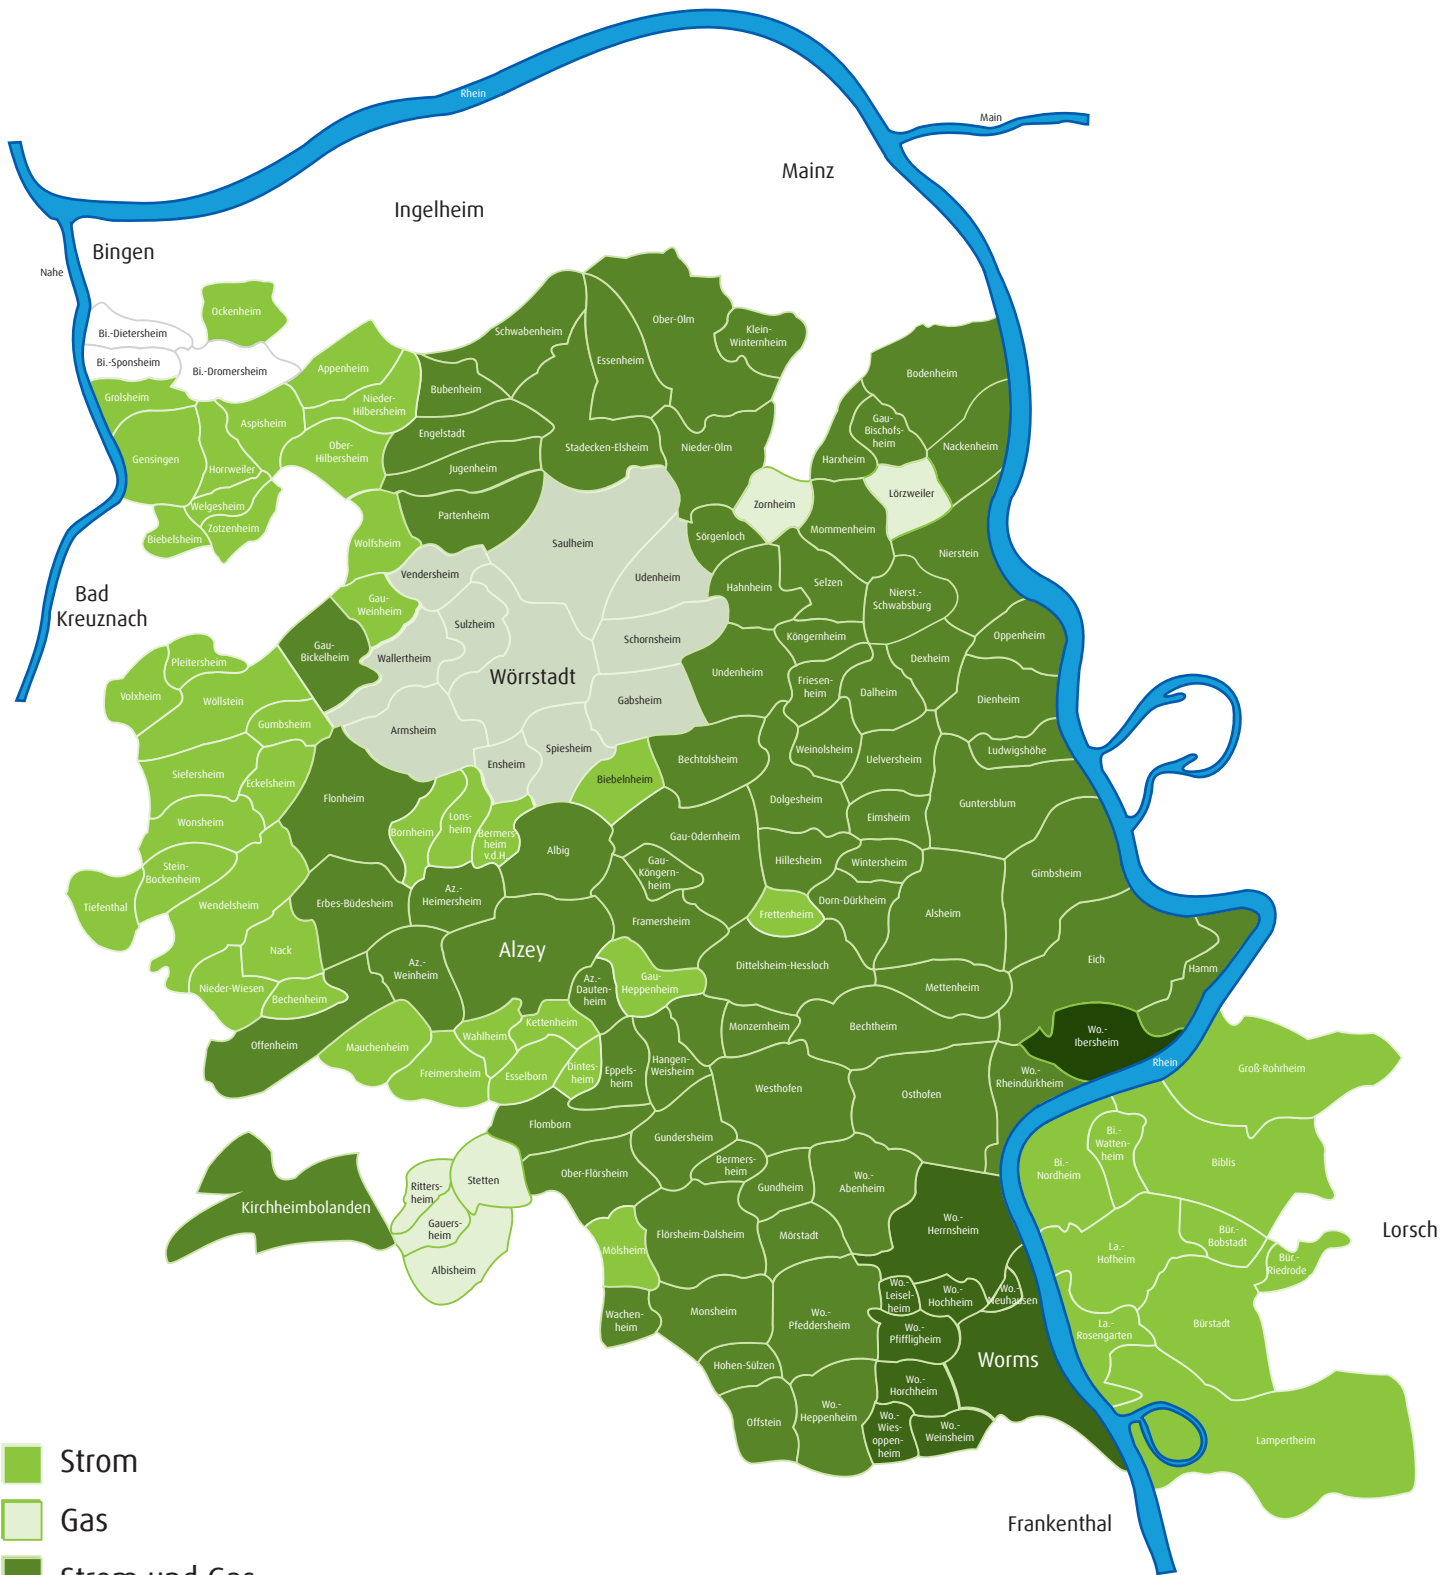 Rhein
Main
Mainz
Ingelheim
Bingen
Nahe
Ockenheim
Bi.-Dietersheim
Bi.-Sponsheim
Bi.-Dromersheim
Schwabenheim
Ober-Olm
Klein-
Winternheim
Essenheim
Appenheim
Bubenheim
Bodenheim
Grolsheim
Nieder-
Hilbersheim
Aspisheim
Engelstadt
Gau-
Bischofs-
heim
Ober-
Hilbersheim
Stadecken-Elsheim
Nieder-Olm
Nackenheim
Gensingen
Horrweiler
Jugenheim
Harxheim
Lörzweiler
Zornheim
Welgesheim
Partenheim
Zotzenheim
Biebelsheim
Wolfsheim
Saulheim
Sörgenloch
Mommenheim
Nierstein
Vendersheim
Udenheim
Hahnheim
Selzen
Nierst.-
Schwabsburg
Bad
Kreuznach
Gau-
Weinheim
Sulzheim
Schornsheim
Köngernheim
Oppenheim
Gau-
Bickelheim
Wallertheim
Wörrstadt
Undenheim
Dexheim
Pleitersheim
Volxheim
Wöllstein
Friesen-
heim
Dalheim
Dienheim
Gabsheim
Gumbsheim
Armsheim
Spiesheim
Weinolsheim
Ludwigshöhe
Ensheim
Bechtolsheim
Uelversheim
Siefersheim
Eckelsheim
Biebelnheim
Flonheim
Dolgesheim
Guntersblum
Wonsheim
Bornheim
Lons-
heim
Bermers-
heim
v.d.H.
Eimsheim
Gau-Odernheim
Albig
Stein-
Bockenheim
Gau-
Köngern-
heim
Hillesheim
Wintersheim
Gimbsheim
Tiefenthal
Wendelsheim
Erbes-Büdesheim
Az.-
Heimersheim
Dorn-Dürkheim
Frettenheim
Alsheim
Framersheim
Nack
Alzey
Az.-
Weinheim
Dittelsheim-Hessloch
Eich
Hamm
Nieder-Wiesen
Bechenheim
Az.-
Dauten-
heim
Gau-
Heppenheim
Mettenheim
Offenheim
Mauchenheim
Wahlheim
Kettenheim
Monzernheim
Bechtheim
Wo.-
Ibersheim
Rhein
Groß-Rohrheim
Freimersheim
Esselborn
Dintes-
heim
Eppels-
heim
Hangen-
Weisheim
Westhofen
Osthofen
Wo.-
Rheindürkheim
Flomborn
Gundersheim
Bi.-
Watten-
heim
Ober-Flörsheim
Bermers-
heim
Gundheim
Wo.-
Abenheim
Bi.-
Nordheim
Biblis
Stetten
Ritters-
heim
Kirchheimbolanden
Gauers-
heim
Wo.-
Herrnsheim
Lorsch
Flörsheim-Dalsheim
Mörstadt
Bür.-
Bobstadt
Mölsheim
La.-
Hofheim
Bür.-
Riedrode
Albisheim
Wo.-
Leisel-
heim
Wo.-
Hochheim
Wo.-
Neuhausen
Wachen-
heim
Monsheim
Wo.-
Pfeddersheim
Wo.-
Pfiffligheim
La.-
Rosengarten
Bürstadt
Worms
Hohen-Sülzen
Wo.-
Horchheim
Offstein
Wo.-
Heppenheim
Wo.-
Wies-
oppen-
heim
Wo.-
Weinsheim
Lampertheim
Strom
Gas
Frankenthal
Strom und Gas